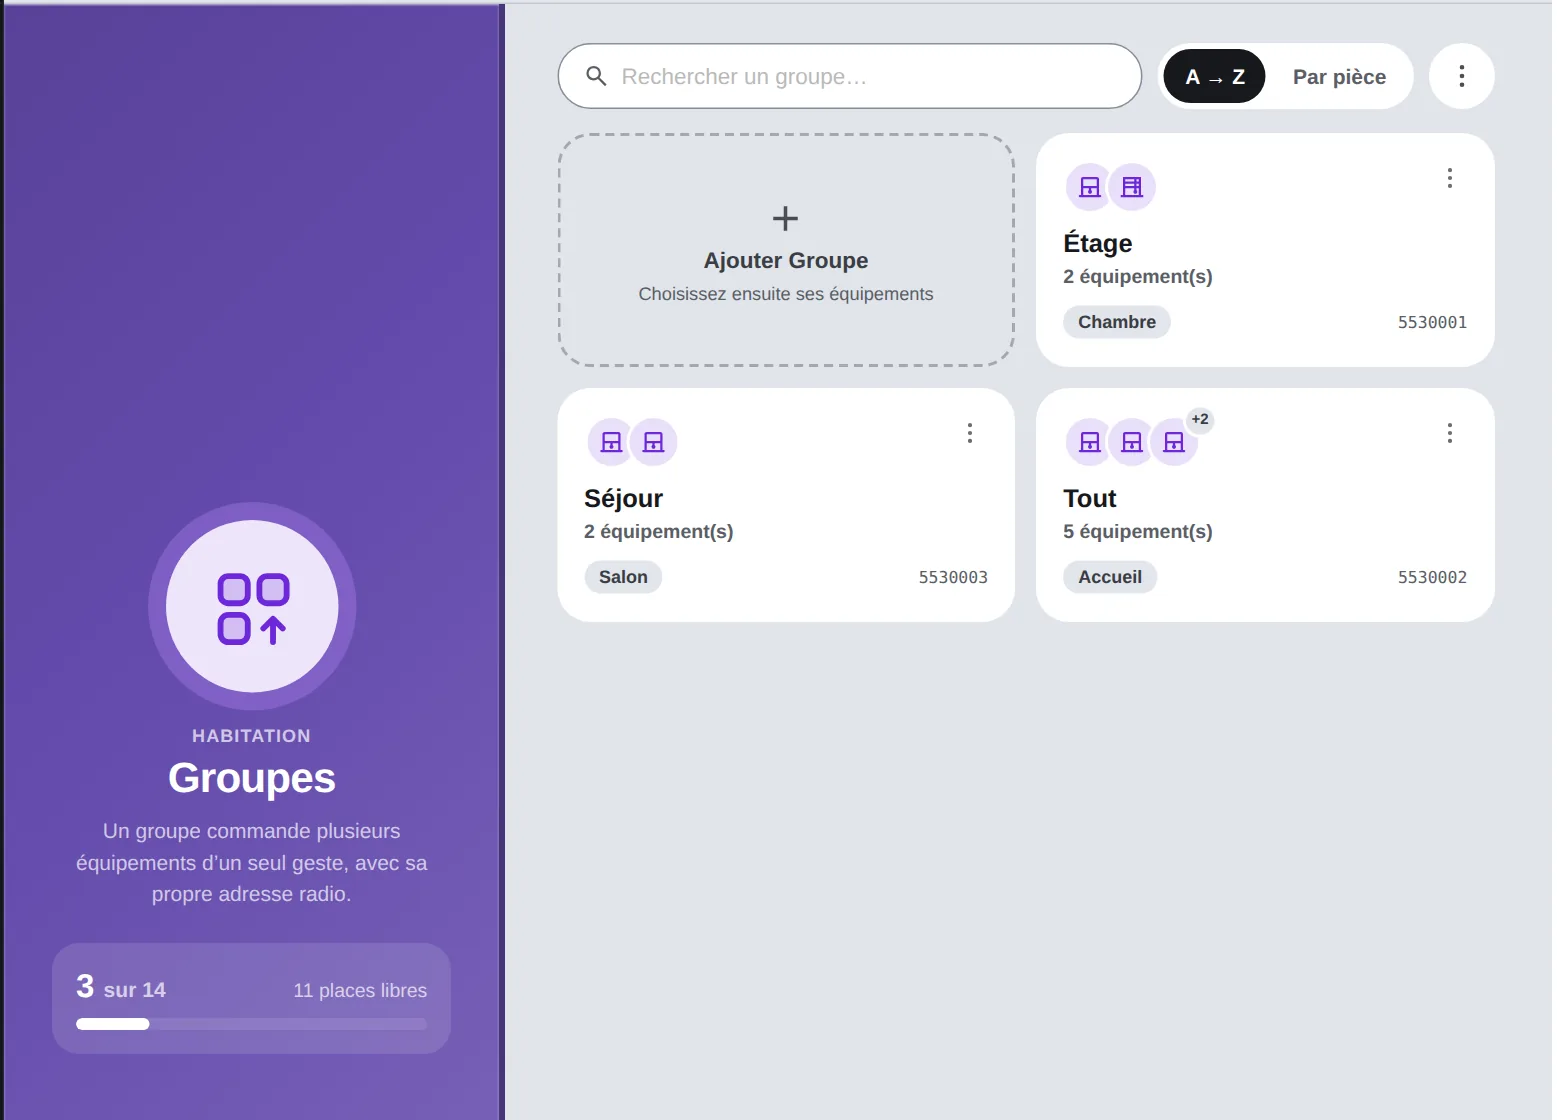 HABITATION
Groupes
Un groupe commande plusieurs
équipements d’un seul geste, avec sa
propre adresse radio.
3 sur 14
11 places libres
Rechercher un groupe…
A → Z
Par pièce
Ajouter Groupe
Choisissez ensuite ses équipements
Étage
2 équipement(s)
Chambre
5530001
Séjour
2 équipement(s)
Salon
5530003
+2
Tout
5 équipement(s)
Accueil
5530002